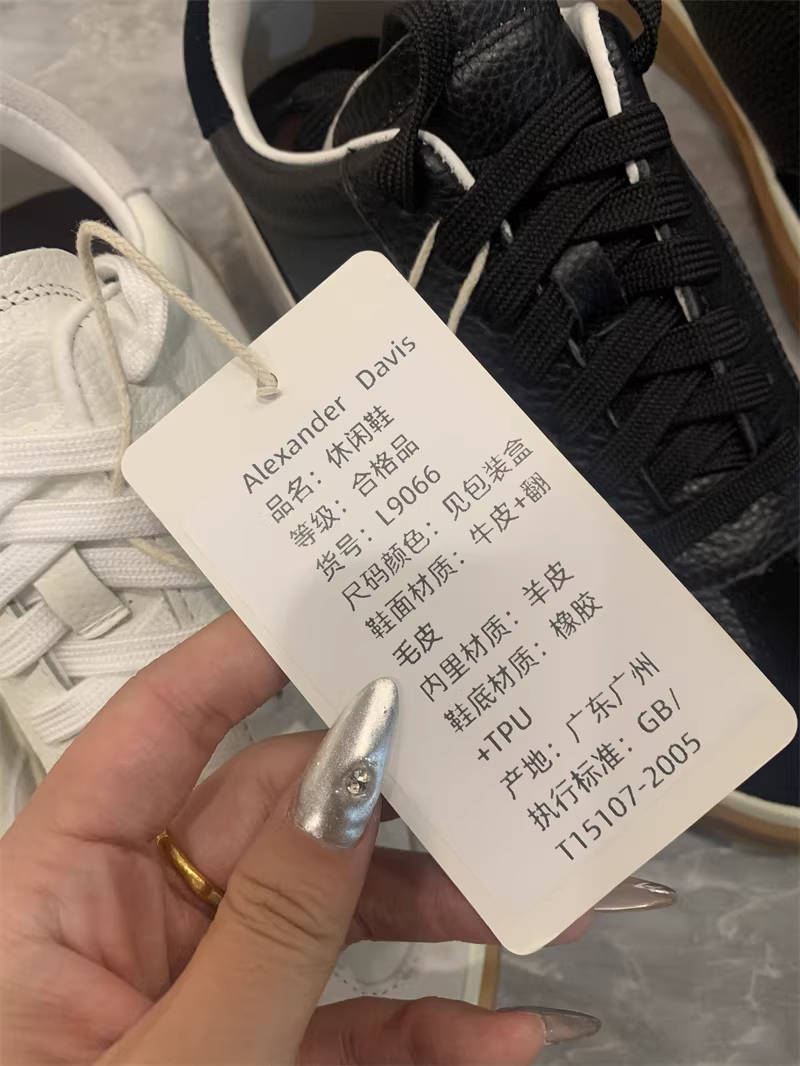 Alexander Davis
品名：休闲鞋
等级：合格品
货号：L9066
尺码颜色：见包装盒
鞋面材质：牛皮+翻
毛皮
内里材质：羊皮
鞋底材质：橡胶
+TPU
产地：广东广州
执行标准：GB/
T15107-2005